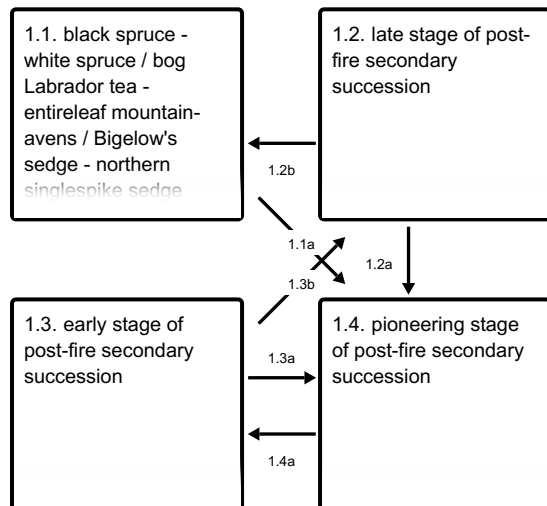 1.1. black spruce -
white spruce / bog
Labrador tea -
entireleaf mountain-
avens / Bigelow's
sedge - northern
singlespike sedge
1.2. late stage of post-
fire secondary
succession
1.2b
1.1a
1.2a
1.3b
1.3. early stage of
post-fire secondary
succession
1.3a
1.4a
1.4. pioneering stage
of post-fire secondary
succession